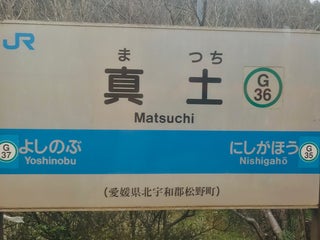 JR
まつち
真土
G
36
Matsuchi
G
37
よしのぶ
Yoshinobu
にしがほう
Nishigahō
G
35
(愛媛県北宇和郡松野町)